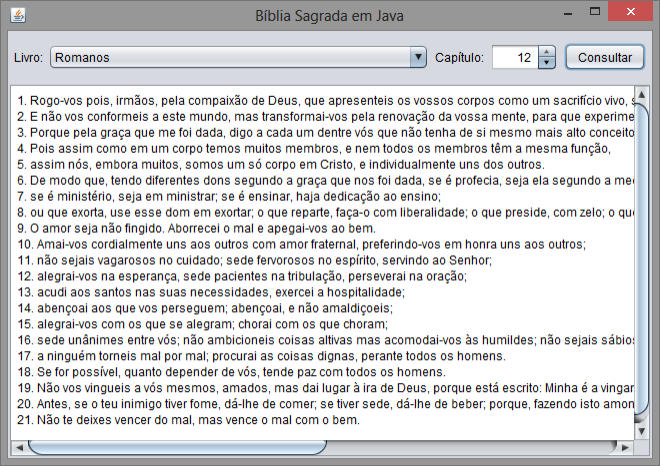 Bíblia Sagrada em Java
Livro: Romanos Capítulo: 12 Consultar
1. Rogo-vos pois, irmãos, pela compaixão de Deus, que apresenteis os vossos corpos como um sacrifício vivo,
2. E não vos conformeis a este mundo, mas transformai-vos pela renovação da vossa mente, para que experime
3. Porque pela graça que me foi dada, digo a cada um dentre vós que não tenha de si mesmo mais alto conceito
4. Pois assim como em um corpo temos muitos membros, e nem todos os membros têm a mesma função,
5. assim nós, embora muitos, somos um só corpo em Cristo, e individualmente uns dos outros.
6. De modo que, tendo diferentes dons segundo a graça que nos foi dada, se é profecia, seja ela segundo a me
7. se é ministério, seja em ministrar; se é ensinar, haja dedicação ao ensino;
8. ou que exorta, use esse dom em exortar; o que reparte, faça-o com liberalidade; o que preside, com zelo; o que
9. O amor seja não fingido. Aborrecei o mal e apegai-vos ao bem.
10. Amai-vos cordialmente uns aos outros com amor fraternal, preferindo-vos em honra uns aos outros;
11. não sejais vagarosos no cuidado; sede fervorosos no espírito, servindo ao Senhor;
12. alegrai-vos na esperança, sede pacientes na tribulação, perseverai na oração;
13. acudi aos santos nas suas necessidades, exercei a hospitalidade;
14. abençoai aos que vos perseguem; abençoai, e não amaldiçoeis;
15. alegrai-vos com os que se alegram; chorai com os que choram;
16. sede unânimes entre vós; não ambicioneis coisas altivas mas acomodai-vos às humildes; não sejais sábios
17. a ninguém torneis mal por mal; procurai as coisas dignas, perante todos os homens.
18. Se for possível, quanto depender de vós, tende paz com todos os homens.
19. Não vos vingueis a vós mesmos, amados, mas dai lugar à ira de Deus, porque está escrito: Minha é a vingan
20. Antes, se o teu inimigo tiver fome, dá-lhe de comer; se tiver sede, dá-lhe de beber; porque, fazendo isto amon
21. Não te deixes vencer do mal, mas vence o mal com o bem.